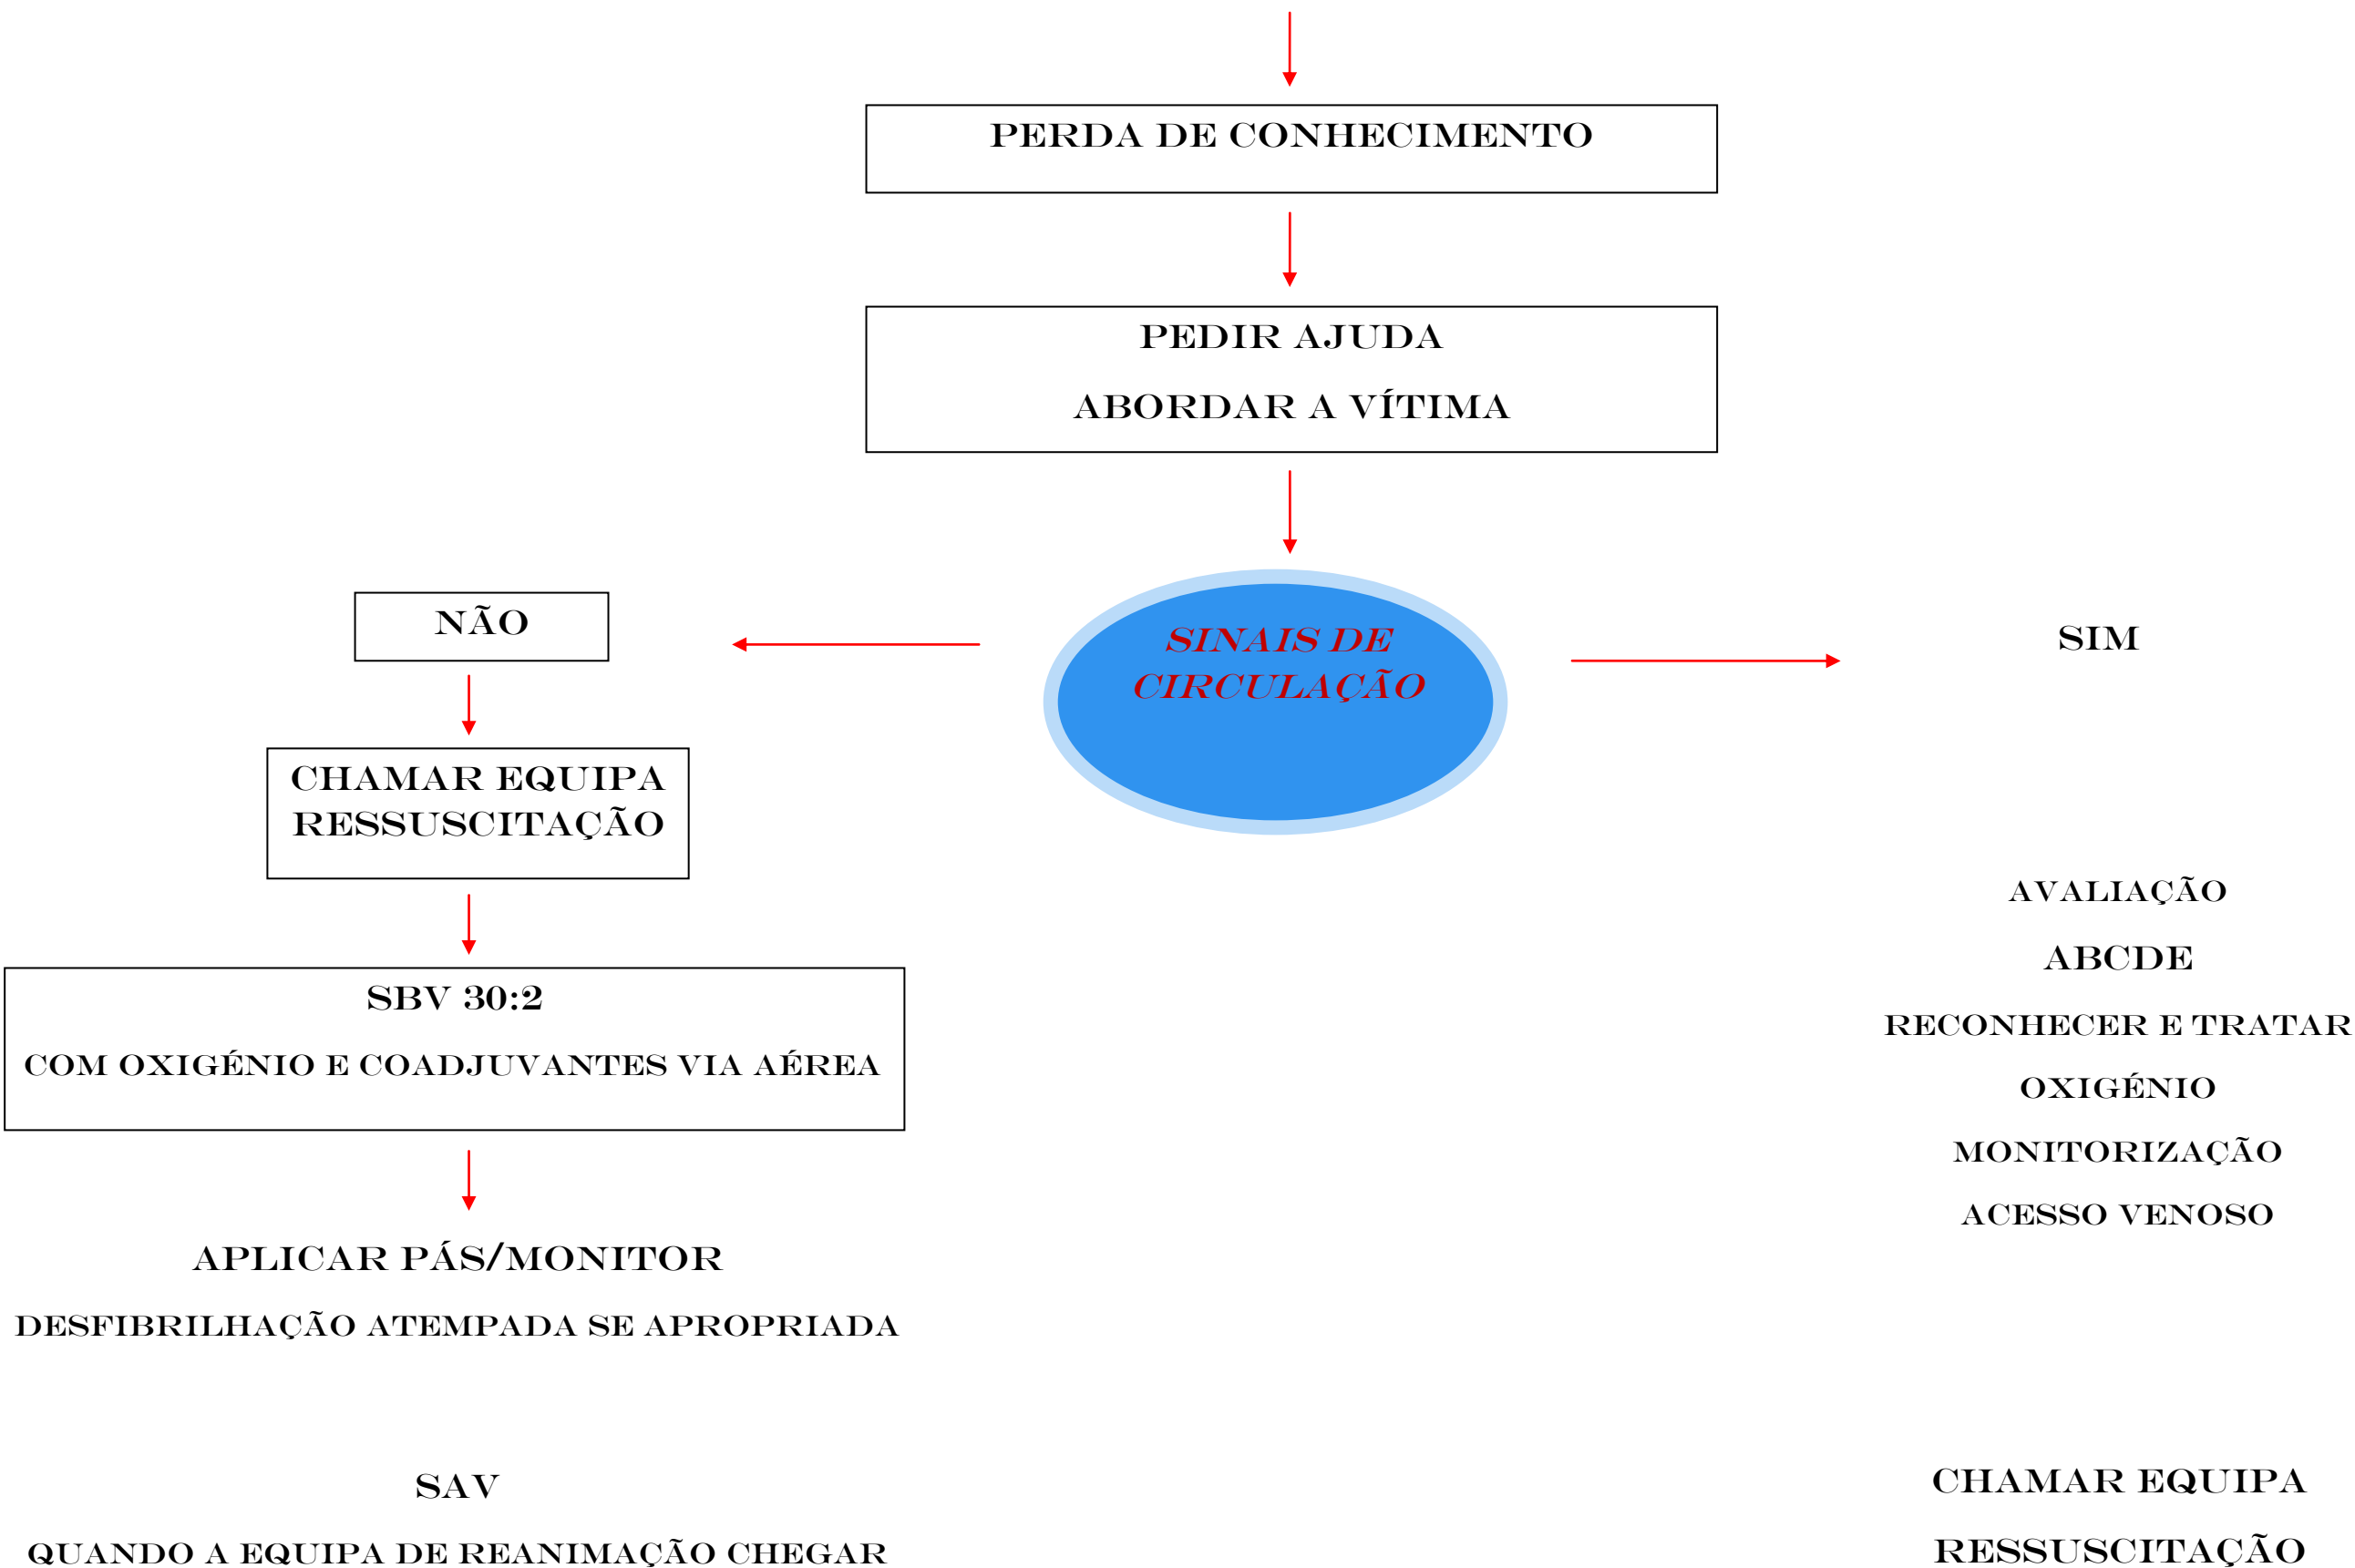 PERDA DE CONHECIMENTO
PEDIR AJUDA
ABORDAR A VÍTIMA
SINAIS DE
CIRCULAÇÃO
NÃO
CHAMAR EQUIPA
RESSUSCITAÇÃO
SBV 30:2
COM OXIGÉNIO E COADJUVANTES VIA AÉREA
APLICAR PÁS/MONITOR
DESFIBRILHAÇÃO ATEMPADA SE APROPRIADA
SAV
QUANDO A EQUIPA DE REANIMAÇÃO CHEGAR
SIM
AVALIAÇÃO
ABCDE
RECONHECER E TRATAR
OXIGÉNIO
MONITORIZAÇÃO
ACESSO VENOSO
CHAMAR EQUIPA
RESSUSCITAÇÃO